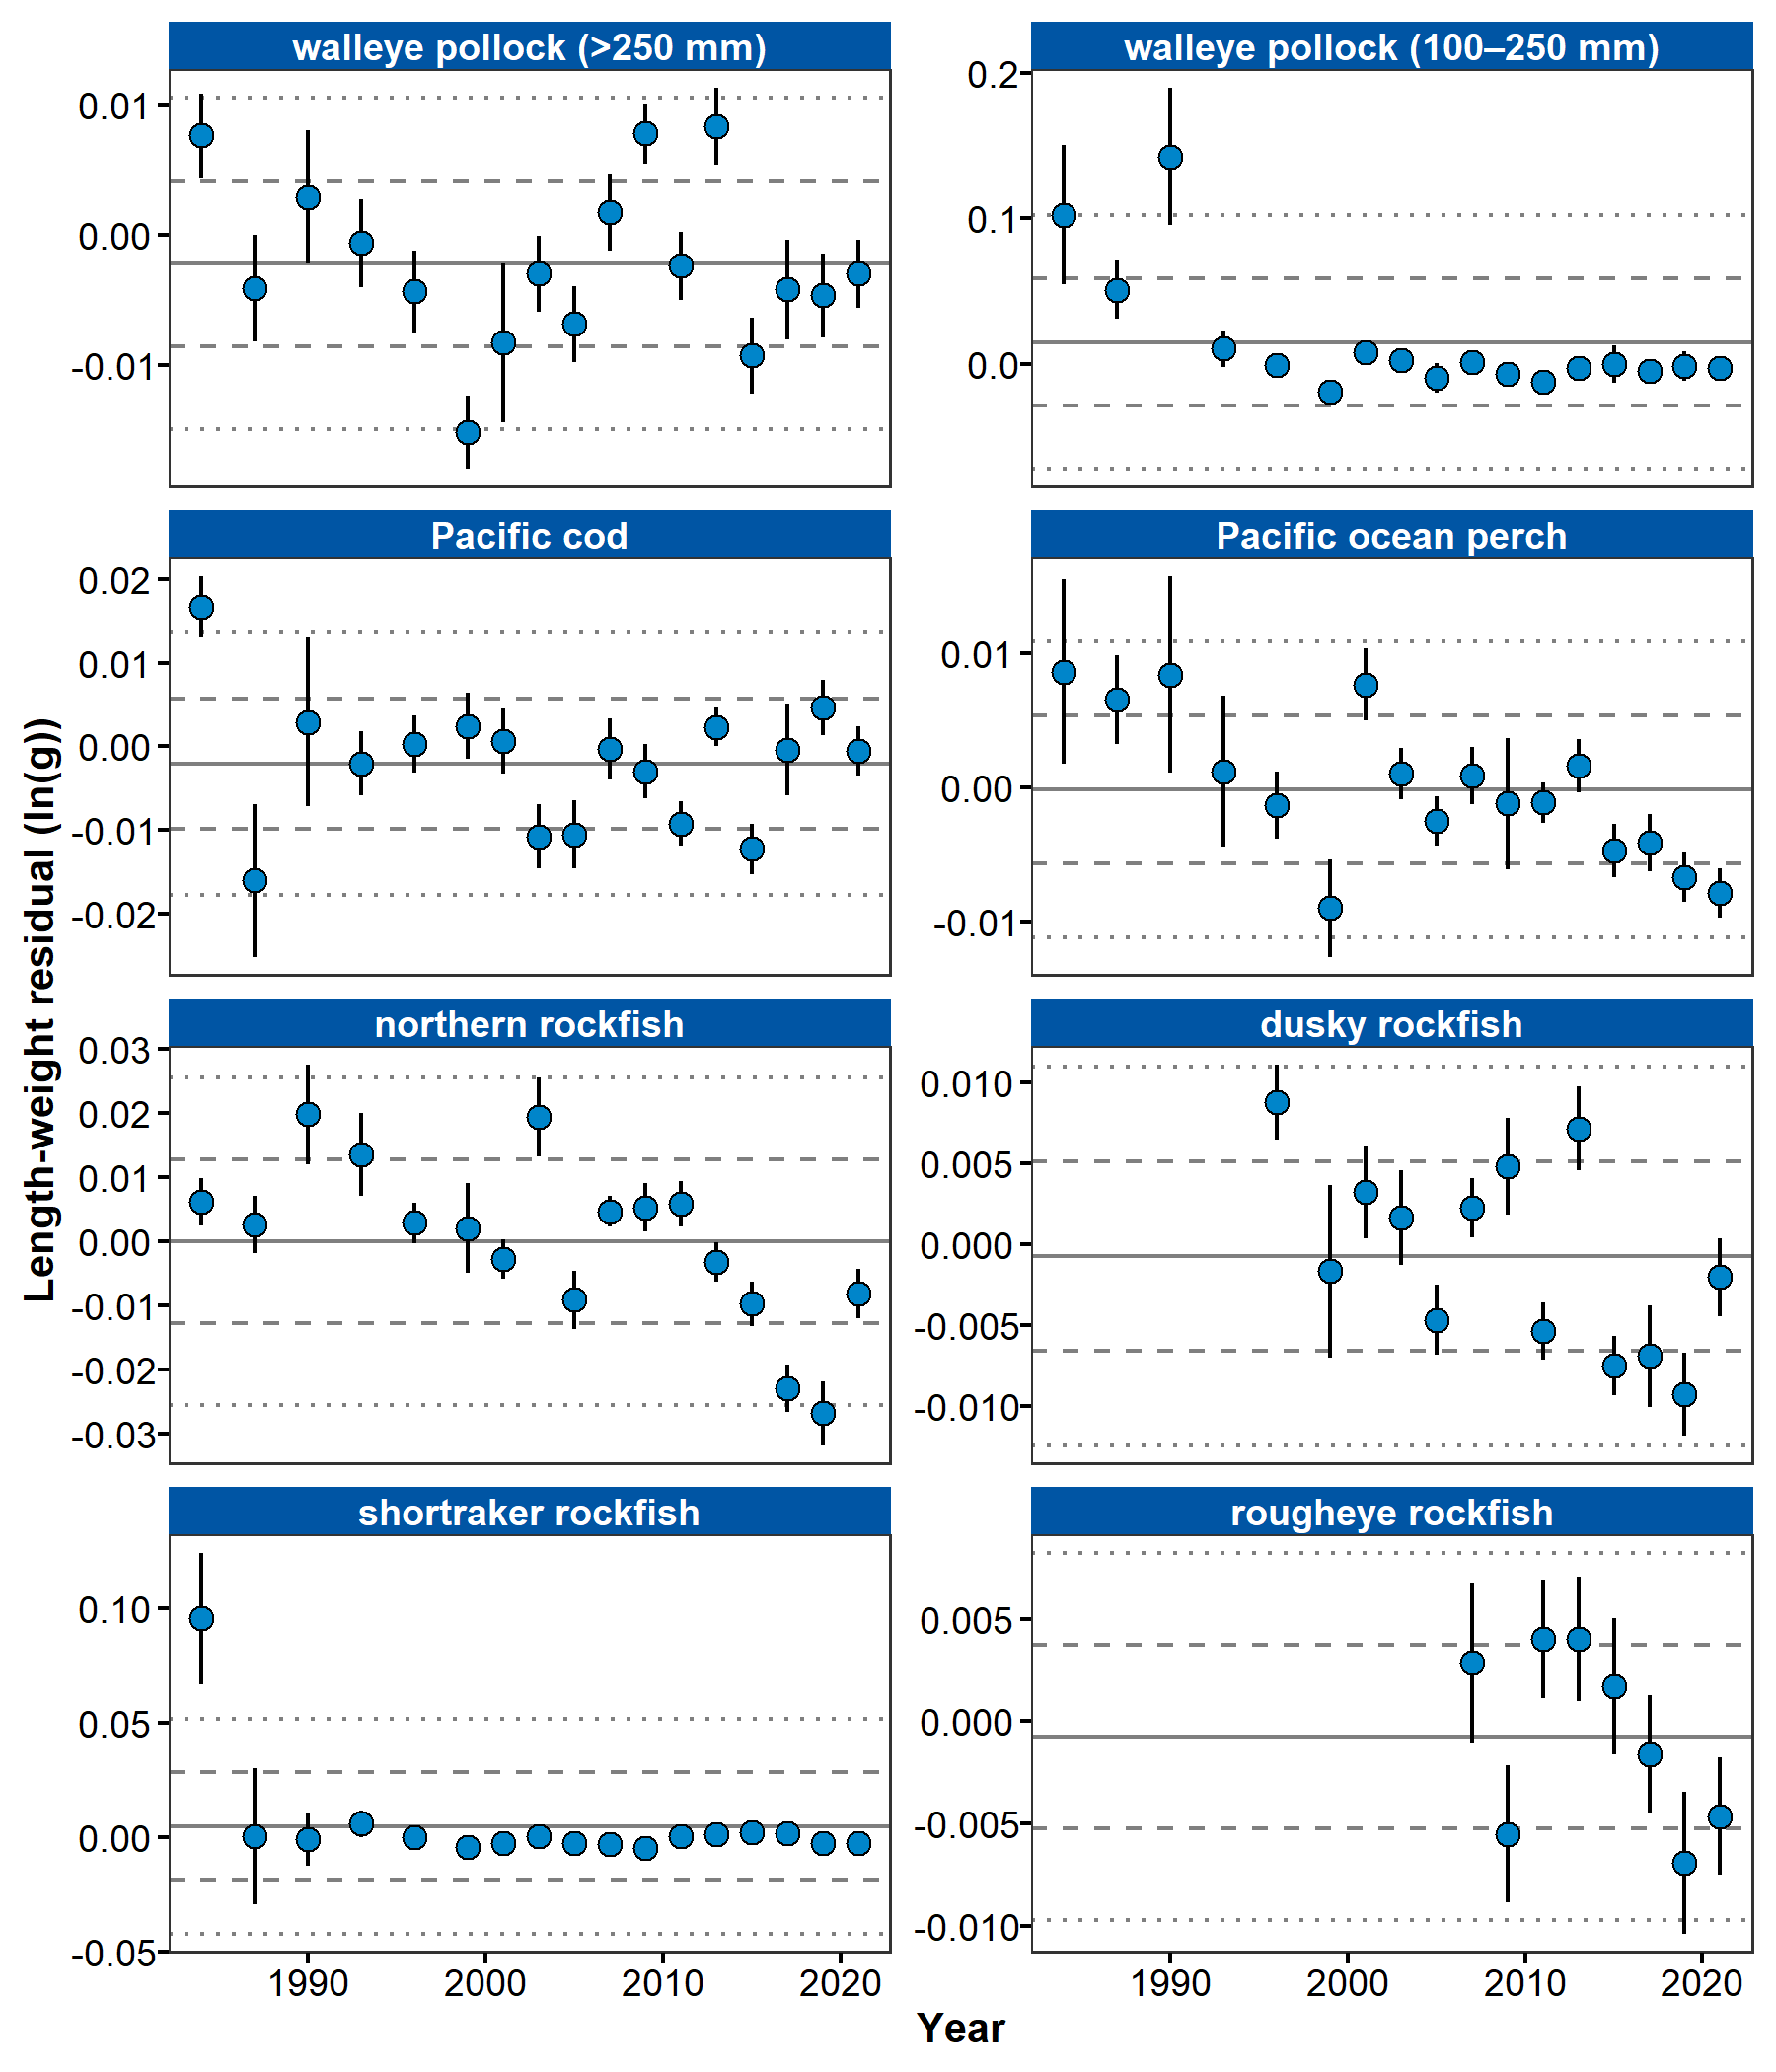 walleye pollock (>250 mm)
0.01
0.00
-0.01
walleye pollock (100–250 mm)
0.2
0.1
0.0
Pacific cod
0.02
0.01
0.00
-0.01
-0.02
Pacific ocean perch
0.01
0.00
-0.01
northern rockfish
0.03
0.02
0.01
0.00
-0.01
-0.02
-0.03
dusky rockfish
0.010
0.005
0.000
-0.005
-0.010
shortraker rockfish
0.10
0.05
0.00
-0.05
rougheye rockfish
0.005
0.000
-0.005
-0.010
1990 2000 2010 2020
1990 2000 2010 2020
Year
Length-weight residual (ln(g))